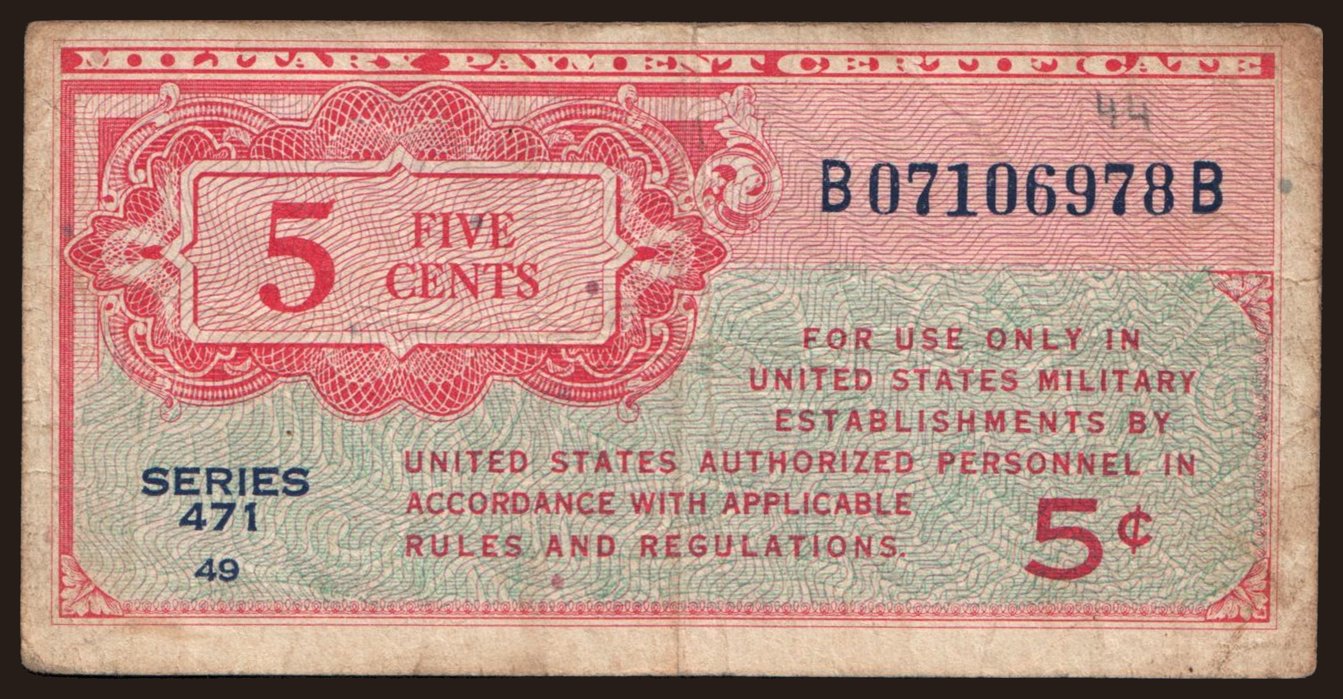 MILITARY PAYMENT CERTIFICATE
44
B07106978B
5 FIVE
CENTS
FOR USE ONLY IN
UNITED STATES MILITARY
ESTABLISHMENTS BY
UNITED STATES AUTHORIZED PERSONNEL IN
ACCORDANCE WITH APPLICABLE
RULES AND REGULATIONS.
5¢
SERIES
471
49